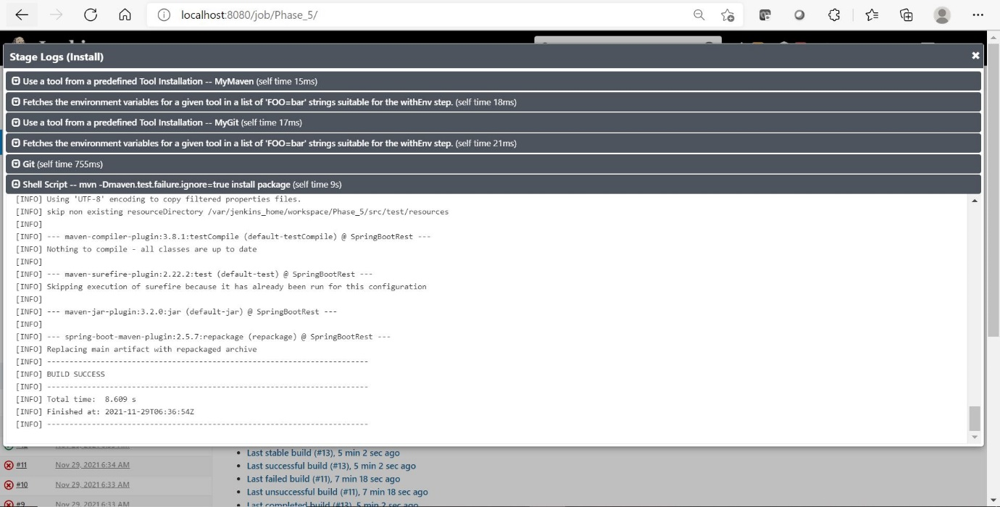 localhost:8080/job/Phase_5/
Stage Logs (Install)
Use a tool from a predefined Tool Installation -- MyMaven (self time 15ms)
Fetches the environment variables for a given tool in a list of 'FOO=bar' strings suitable for the withEnv step. (self time 18ms)
Use a tool from a predefined Tool Installation -- MyGit (self time 17ms)
Fetches the environment variables for a given tool in a list of 'FOO=bar' strings suitable for the withEnv step. (self time 21ms)
Git (self time 755ms)
Shell Script -- mvn -Dmaven.test.failure.ignore=true install package (self time 9s)
[INFO] Using 'UTF-8' encoding to copy filtered properties files.
[INFO] skip non existing resourceDirectory /var/jenkins_home/workspace/Phase_5/src/test/resources
[INFO]
[INFO] --- maven-compiler-plugin:3.8.1:testCompile (default-testCompile) @ SpringBootRest ---
[INFO] Nothing to compile - all classes are up to date
[INFO]
[INFO] --- maven-surefire-plugin:2.22.2:test (default-test) @ SpringBootRest ---
[INFO] Skipping execution of surefire because it has already been run for this configuration
[INFO]
[INFO] --- maven-jar-plugin:3.2.0:jar (default-jar) @ SpringBootRest ---
[INFO]
[INFO] --- spring-boot-maven-plugin:2.5.7:repackage (repackage) @ SpringBootRest ---
[INFO] Replacing main artifact with repackaged archive
[INFO] ------------------------------------------------------------------------
[INFO] BUILD SUCCESS
[INFO] ------------------------------------------------------------------------
[INFO] Total time:  8.609 s
[INFO] Finished at: 2021-11-29T06:36:54Z
[INFO] ------------------------------------------------------------------------
Last stable build (#13), 5 min 2 sec ago
#11 Nov 29, 2021 6:34 AM
Last successful build (#13), 5 min 2 sec ago
Last failed build (#11), 7 min 18 sec ago
#10 Nov 29, 2021 6:33 AM
Last unsuccessful build (#11), 7 min 18 sec ago
#9 Nov 29, 2021 6:33 AM
Last completed build (#13), 5 min 2 sec ago